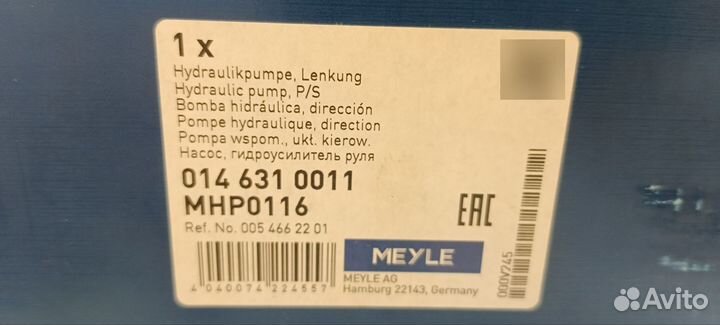 1 x
Hydraulikpumpe, Lenkung
Hydraulic pump, P/S
Bomba hidráulica, dirección
Pompe hydraulique, direction
Pompa wspom., ukł. kierow.
Насос, гидроусилитель руля
014 631 0011
MHP0116
EAC
Ref. No. 005 466 22 01
MEYLE
MEYLE AG
Hamburg 22143, Germany
4 040074 224557
000V245
Avito